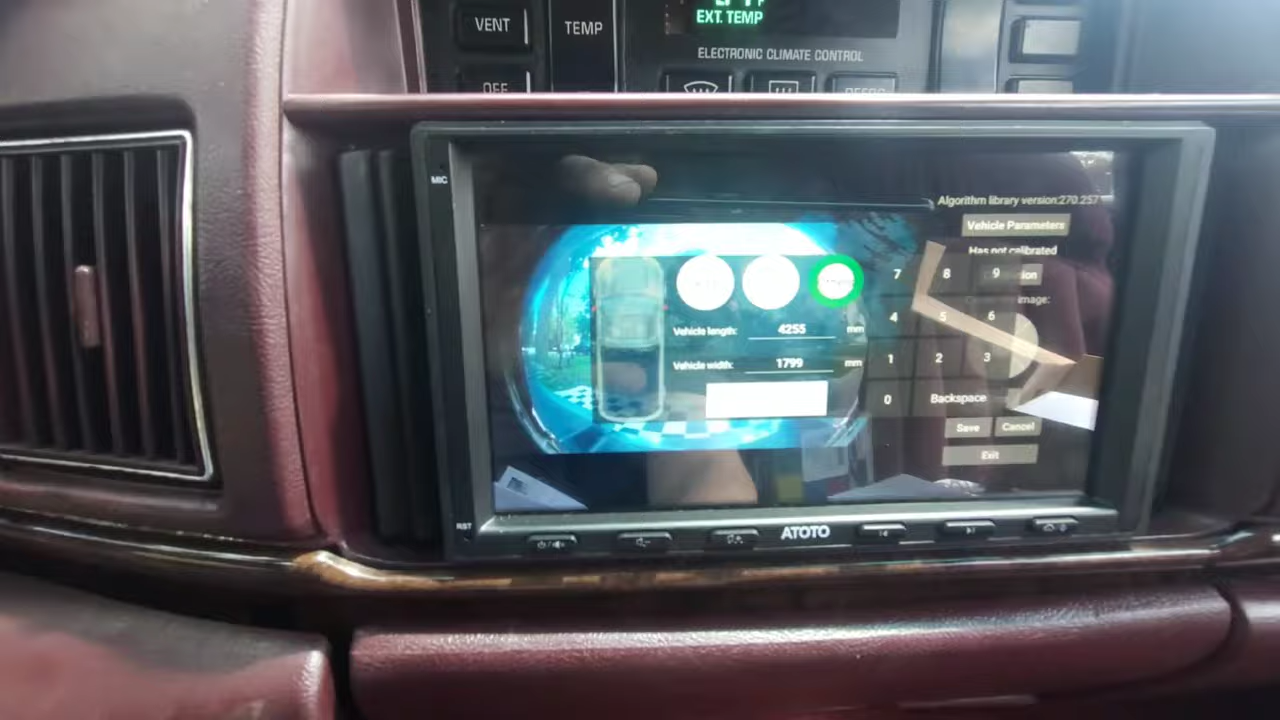 VENT
TEMP
EXT. TEMP
ELECTRONIC CLIMATE CONTROL
OFF
MIC
Algorithm library version:270.257
Vehicle Parameters
Has not calibrated
7 8 9
image:
4 5 6
Vehicle length: 4255 mm
1 2 3
Vehicle width: 1799 mm
0 Backspace
Save Cancel
Exit
RST
ATOTO